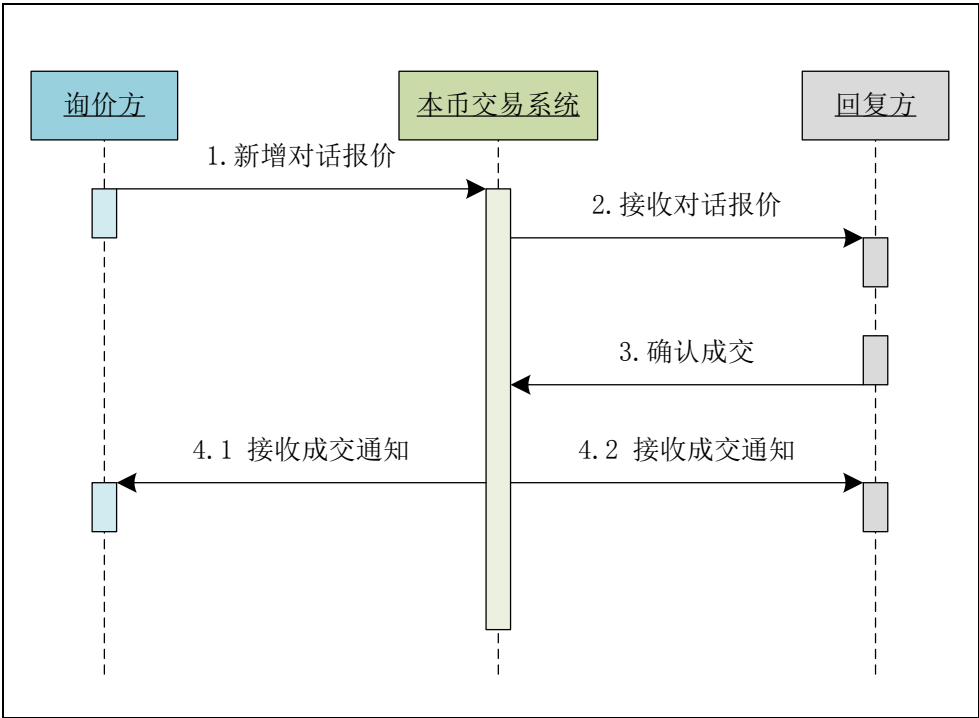 询价方
本币交易系统
回复方
1.新增对话报价
2.接收对话报价
3.确认成交
4.1 接收成交通知
4.2 接收成交通知